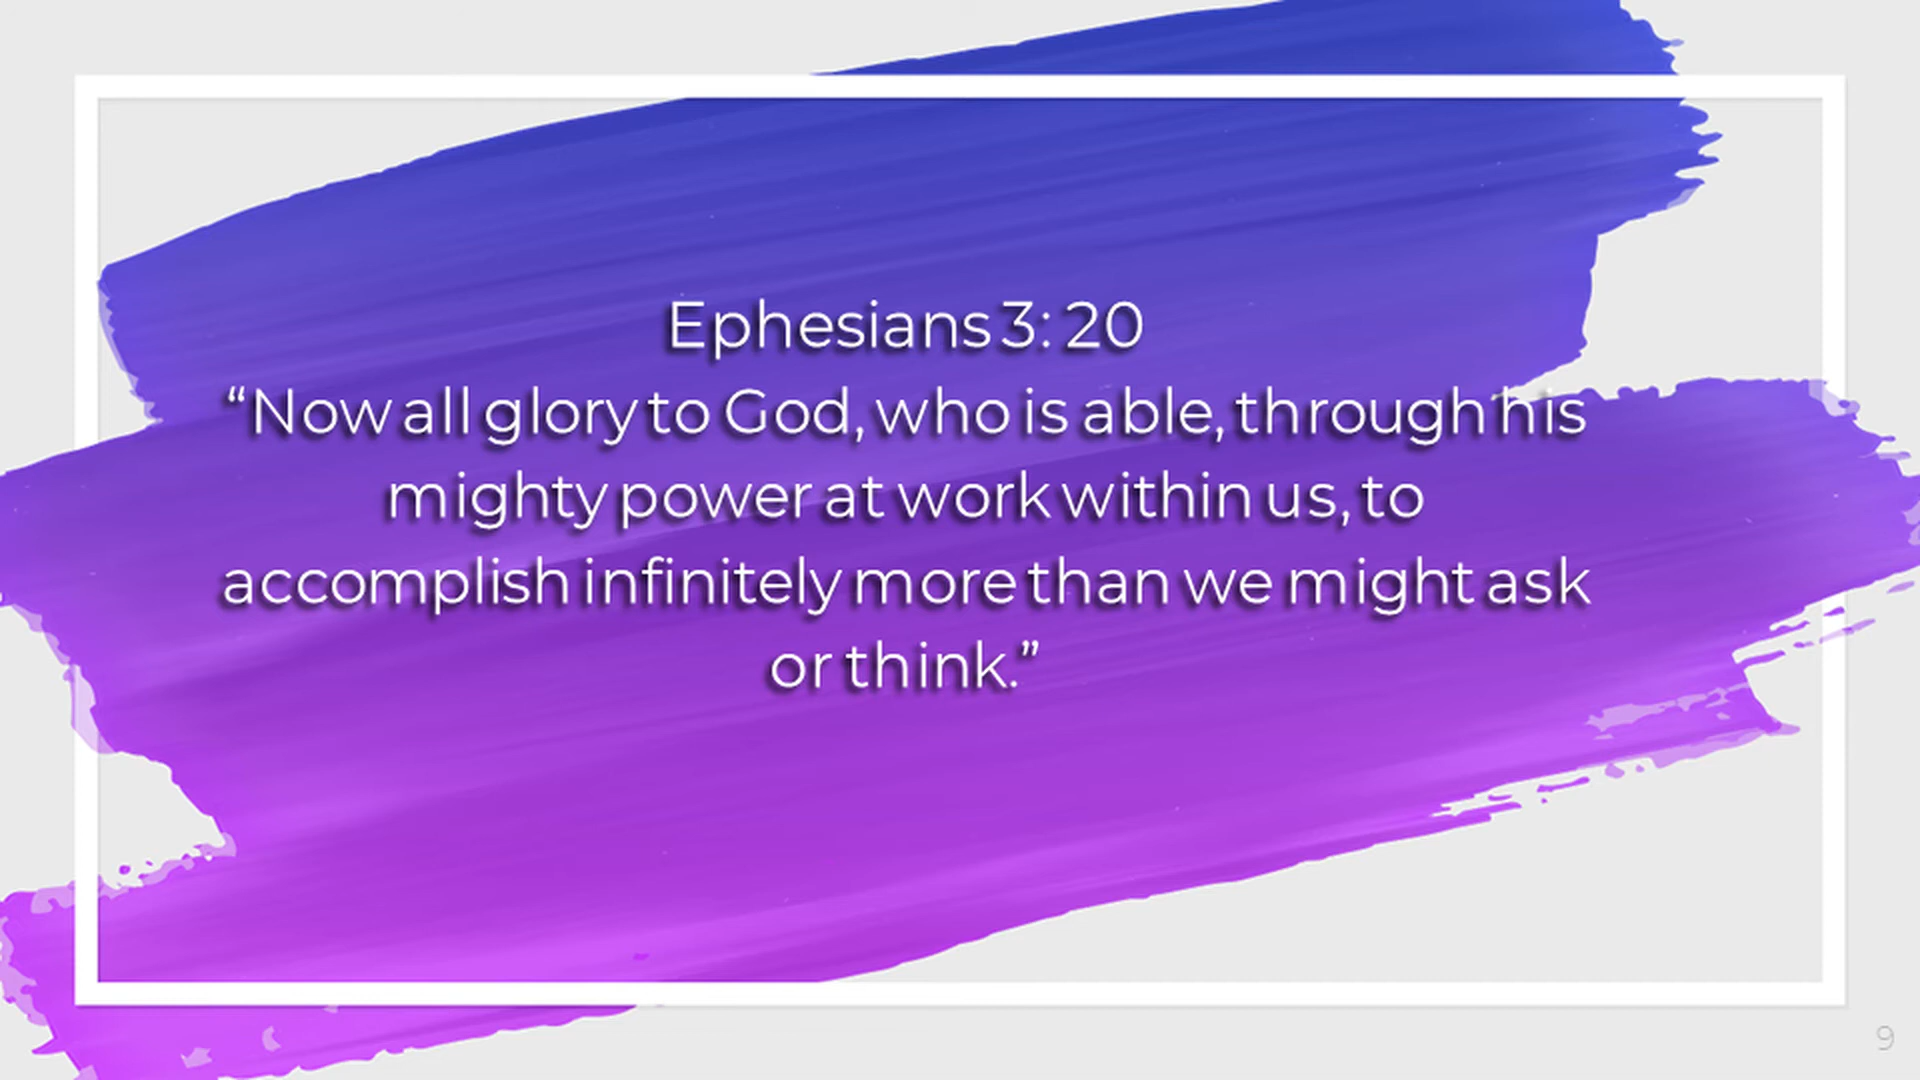 Ephesians 3: 20
“Now all glory to God, who is able, through his
mighty power at work within us, to
accomplish infinitely more than we might ask
or think.”
9